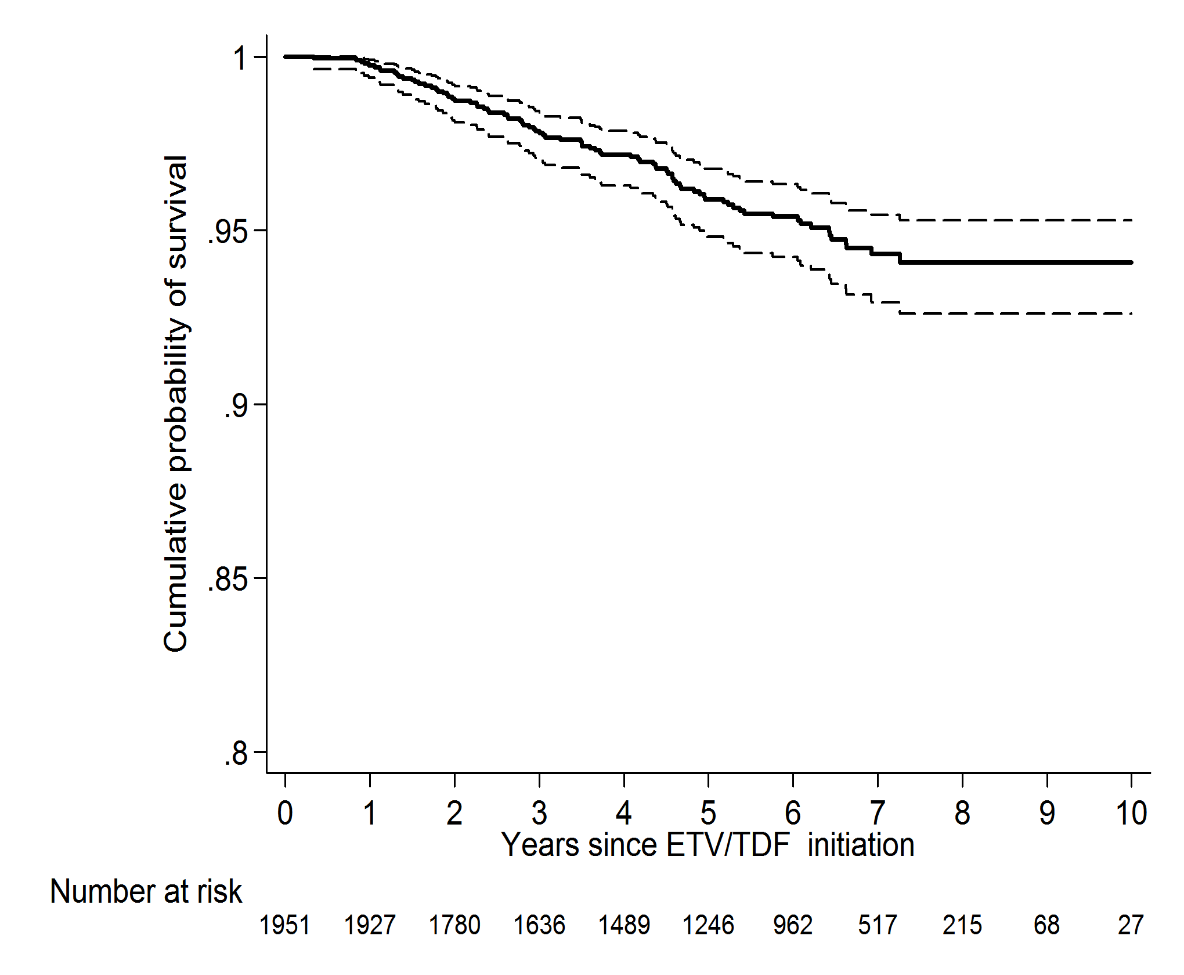 Cumulative probability of survival
1
.95
.9
.85
.8
0 1 2 3 4 5 6 7 8 9 10
Years since ETV/TDF initiation
Number at risk
1951 1927 1780 1636 1489 1246 962 517 215 68 27